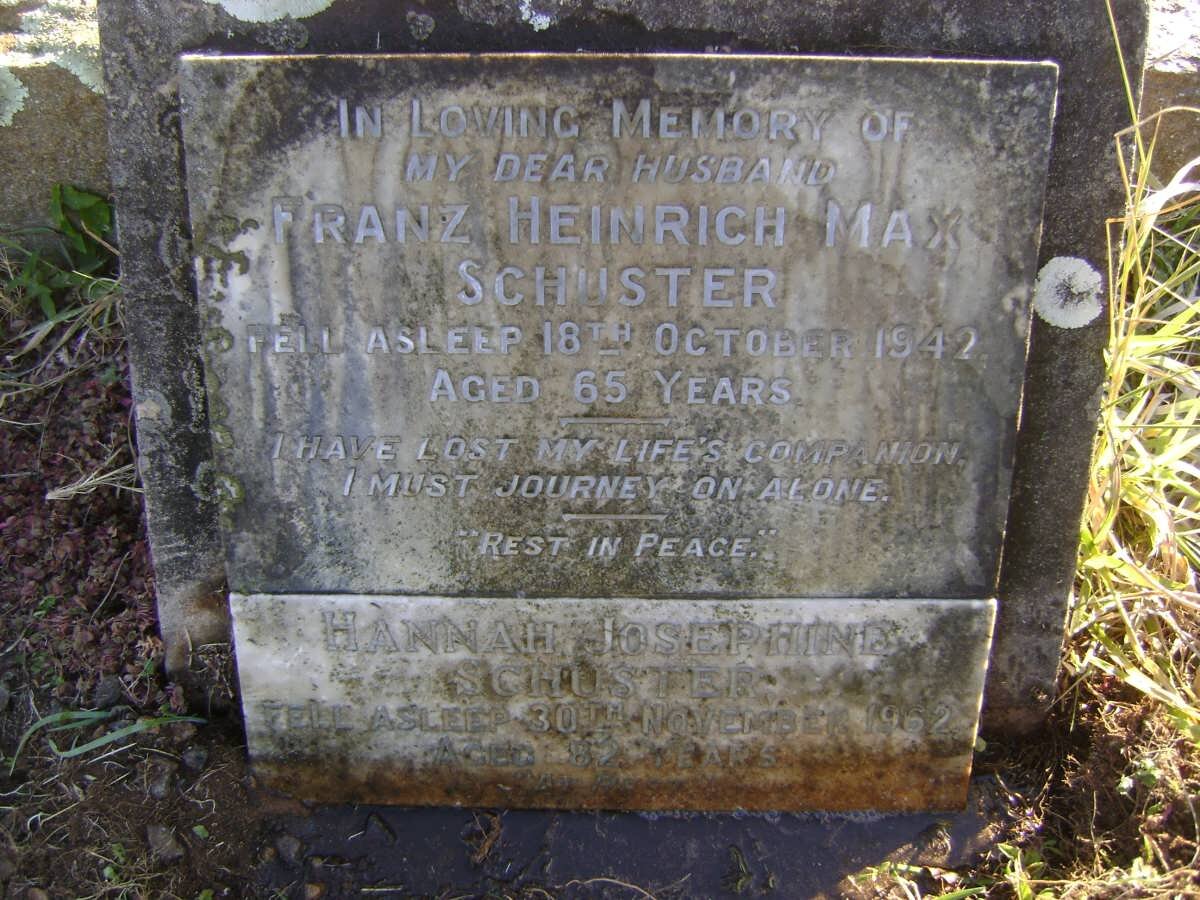 In Loving Memory of
my dear husband
Franz Heinrich Max
Schuster
fell asleep 18th October 1942.
Aged 65 Years
I have lost my life's companion,
I must journey on alone.
"Rest in Peace."
Hannah Josephine
Schuster
fell asleep 30th November 1962
Aged 82 Years